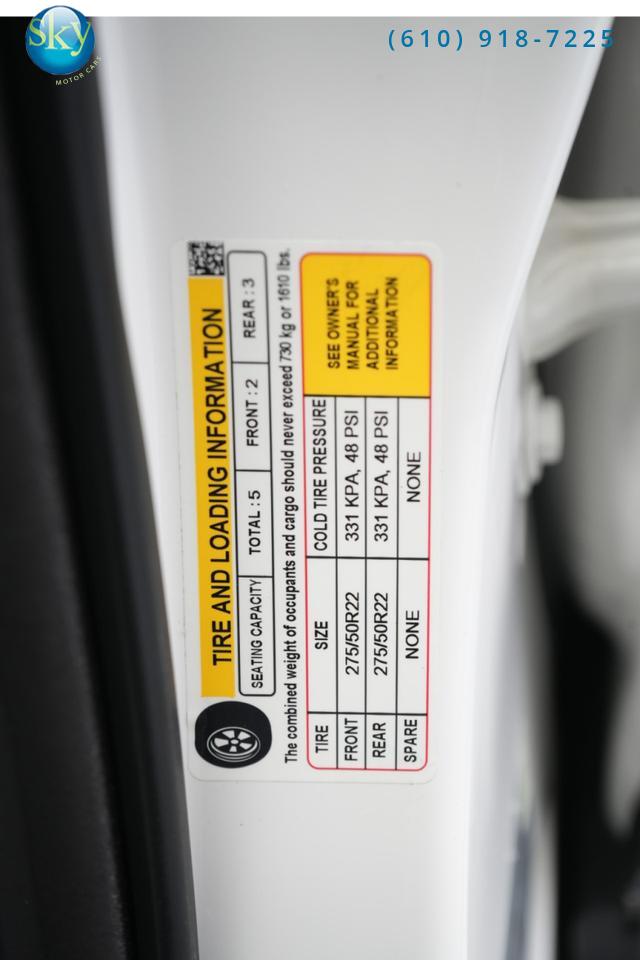 Sky
MOTOR CARS
(610) 918-7225
TIRE AND LOADING INFORMATION
SEATING CAPACITY TOTAL : 5 FRONT : 2 REAR : 3
The combined weight of occupants and cargo should never exceed 730 kg or 1610 lbs.
TIRE SIZE COLD TIRE PRESSURE
FRONT 275/50R22 331 KPA, 48 PSI
REAR 275/50R22 331 KPA, 48 PSI
SPARE NONE NONE
SEE OWNER'S
MANUAL FOR
ADDITIONAL
INFORMATION